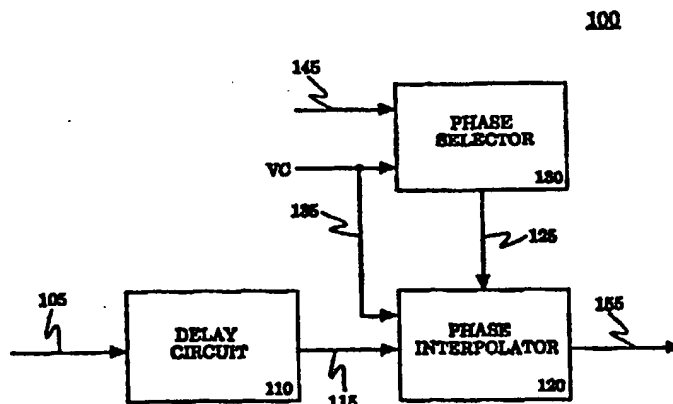 100
145
PHASE
SELECTOR
130
VC
135
125
105
DELAY
CIRCUIT
110
115
PHASE
INTERPOLATOR
120
155